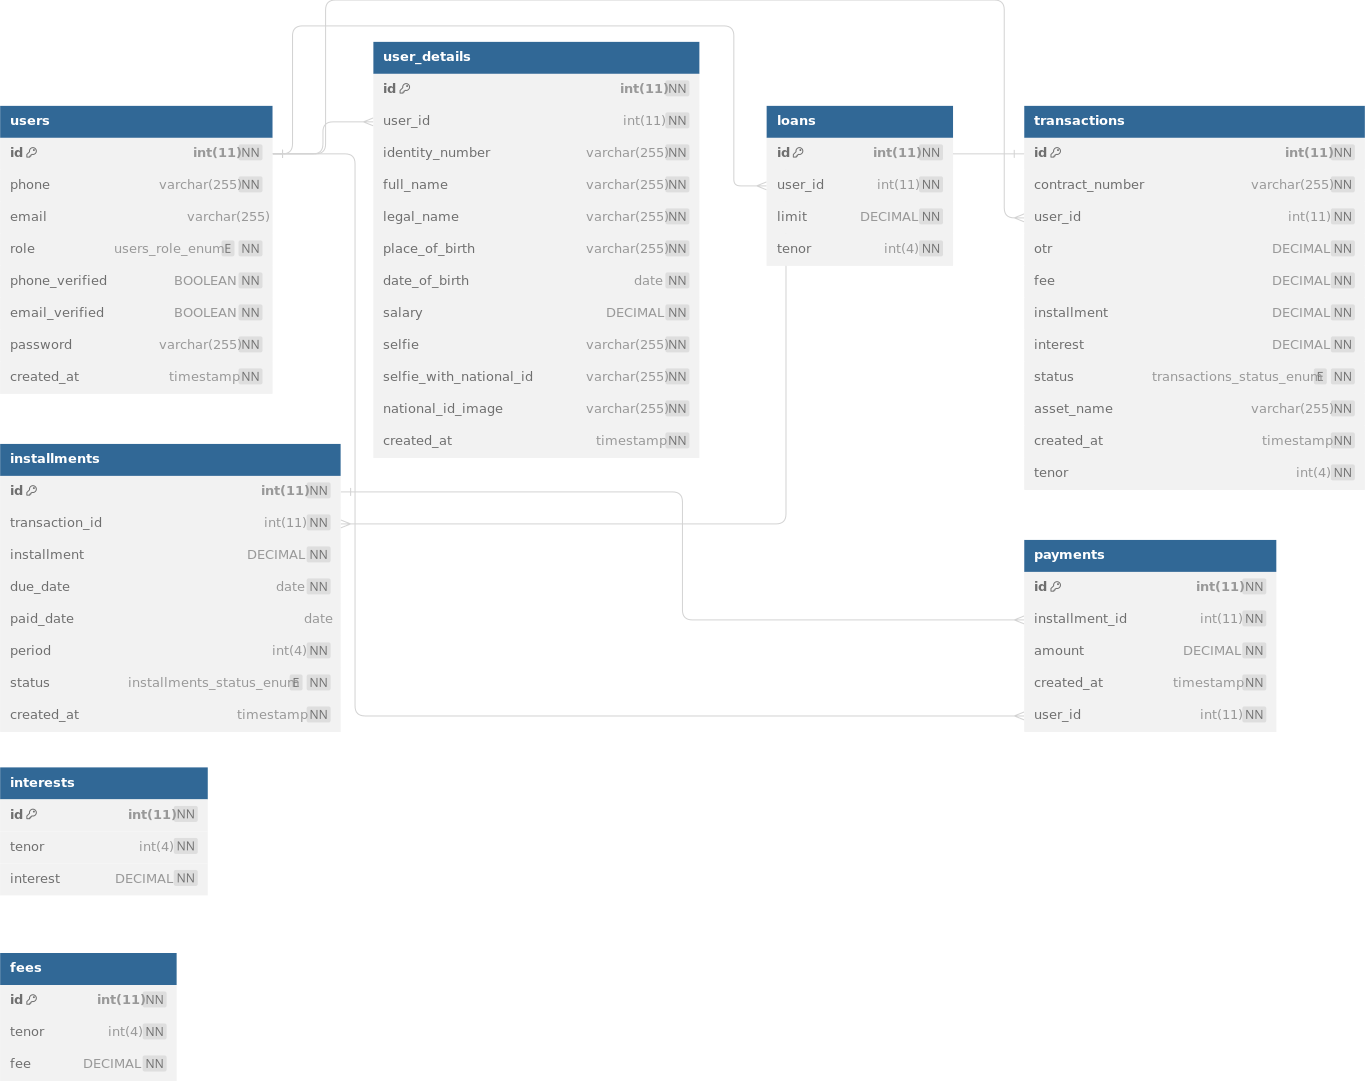 users
id int(11) NN
phone varchar(255) NN
email varchar(255)
role users_role_enum E NN
phone_verified BOOLEAN NN
email_verified BOOLEAN NN
password varchar(255) NN
created_at timestamp NN
user_details
id int(11) NN
user_id int(11) NN
identity_number varchar(255) NN
full_name varchar(255) NN
legal_name varchar(255) NN
place_of_birth varchar(255) NN
date_of_birth date NN
salary DECIMAL NN
selfie varchar(255) NN
selfie_with_national_id varchar(255) NN
national_id_image varchar(255) NN
created_at timestamp NN
loans
id int(11) NN
user_id int(11) NN
limit DECIMAL NN
tenor int(4) NN
transactions
id int(11) NN
contract_number varchar(255) NN
user_id int(11) NN
otr DECIMAL NN
fee DECIMAL NN
installment DECIMAL NN
interest DECIMAL NN
status transactions_status_enum E NN
asset_name varchar(255) NN
created_at timestamp NN
tenor int(4) NN
installments
id int(11) NN
transaction_id int(11) NN
installment DECIMAL NN
due_date date NN
paid_date date
period int(4) NN
status installments_status_enum E NN
created_at timestamp NN
payments
id int(11) NN
installment_id int(11) NN
amount DECIMAL NN
created_at timestamp NN
user_id int(11) NN
interests
id int(11) NN
tenor int(4) NN
interest DECIMAL NN
fees
id int(11) NN
tenor int(4) NN
fee DECIMAL NN